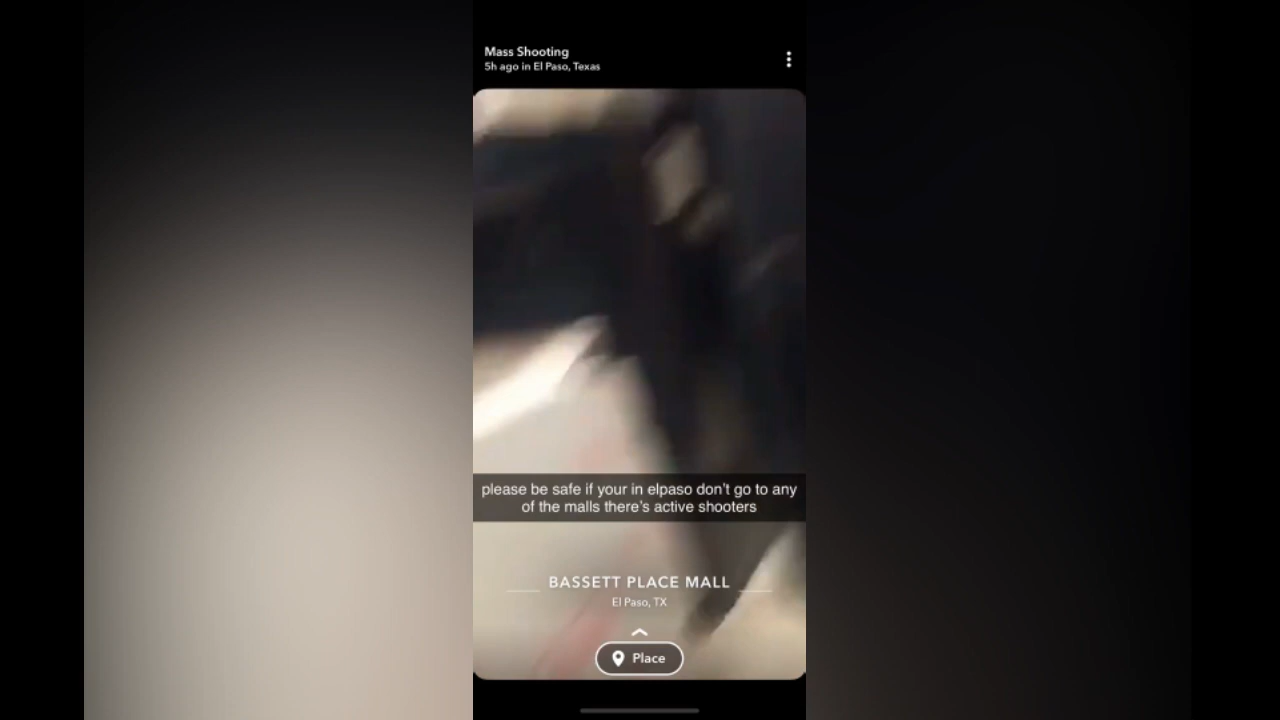 Mass Shooting
5h ago in El Paso, Texas
please be safe if your in elpaso don't go to any
of the malls there's active shooters
BASSETT PLACE MALL
El Paso, TX
Place